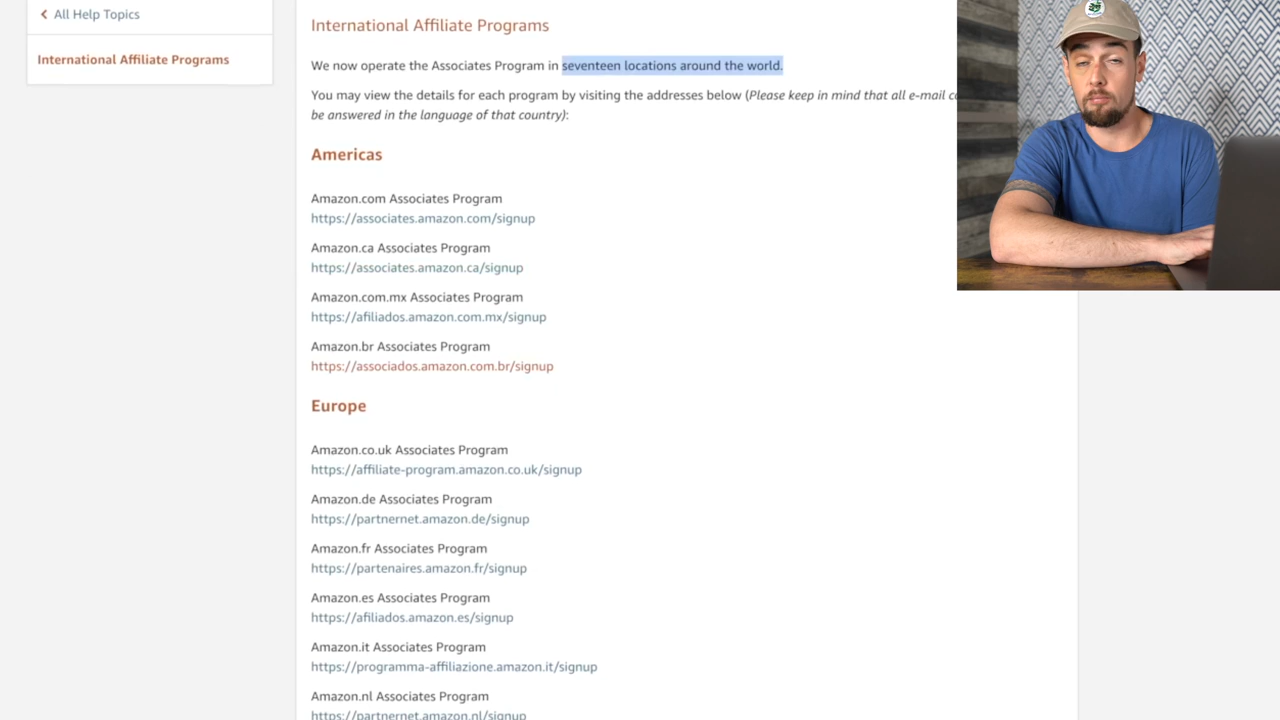 All Help Topics
International Affiliate Programs
International Affiliate Programs
We now operate the Associates Program in seventeen locations around the world.
You may view the details for each program by visiting the addresses below (Please keep in mind that all e-mail
be answered in the language of that country):
Americas
Amazon.com Associates Program
https://associates.amazon.com/signup
Amazon.ca Associates Program
https://associates.amazon.ca/signup
Amazon.com.mx Associates Program
https://afiliados.amazon.com.mx/signup
Amazon.br Associates Program
https://associados.amazon.com.br/signup
Europe
Amazon.co.uk Associates Program
https://affiliate-program.amazon.co.uk/signup
Amazon.de Associates Program
https://partnernet.amazon.de/signup
Amazon.fr Associates Program
https://partenaires.amazon.fr/signup
Amazon.es Associates Program
https://afiliados.amazon.es/signup
Amazon.it Associates Program
https://programma-affiliazione.amazon.it/signup
Amazon.nl Associates Program
https://partnernet.amazon.nl/signup